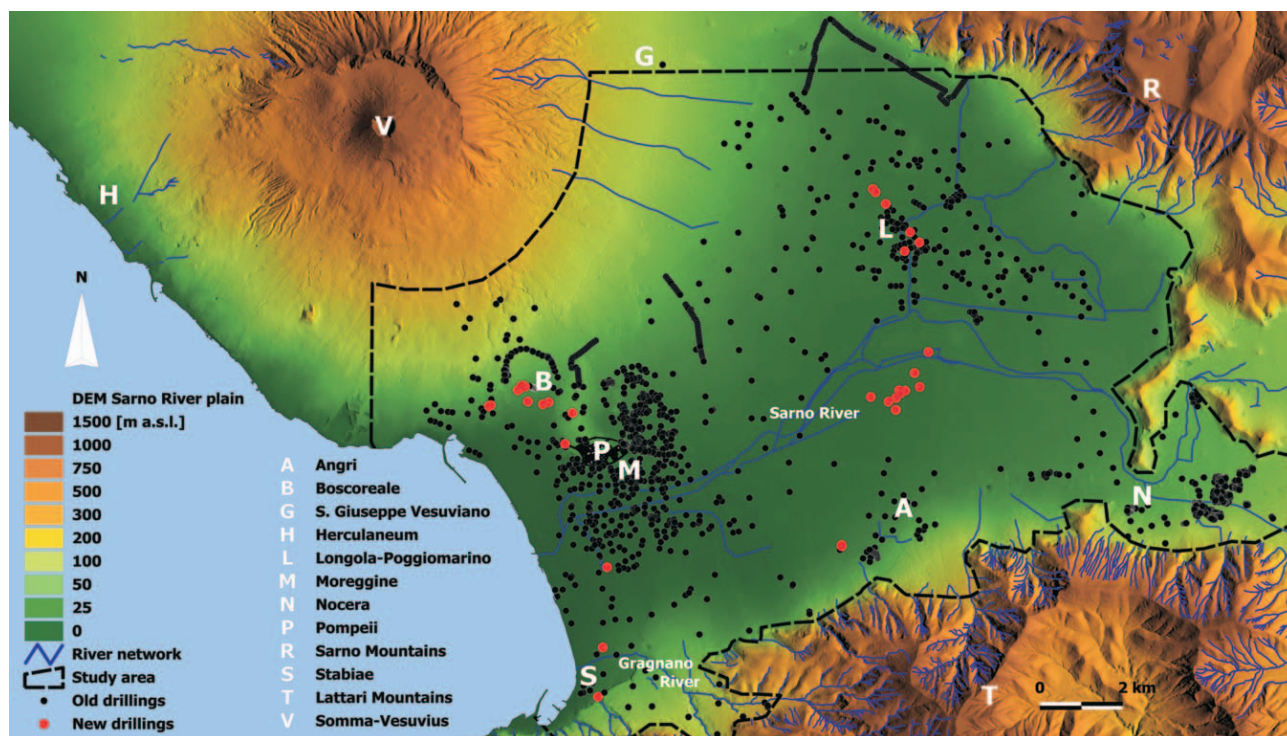 G
R
V
H
L
N
B
Sarno River
P
M
A
N
DEM Sarno River plain
1500 [m a.s.l.]
1000
750
500
300
200
100
50
25
0
River network
Study area
Old drillings
New drillings
A Angri
B Boscoreale
G S. Giuseppe Vesuviano
H Herculaneum
L Longola-Poggiomarino
M Moreggine
N Nocera
P Pompeii
R Sarno Mountains
S Stabiae
T Lattari Mountains
V Somma-Vesuvius
S
Gragnano
River
T
0 2 km